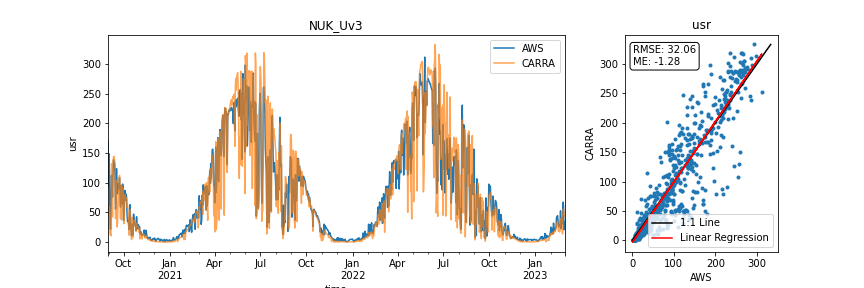 NUK_Uv3
usr
AWS
CARRA
300
250
200
150
100
50
0
usr
Oct
Jan
2021
Apr
Jul
Oct
Jan
2022
Apr
Jul
Oct
Jan
2023
time
usr
RMSE: 32.06
ME: -1.28
300
250
200
150
100
50
0
CARRA
1:1 Line
Linear Regression
0
100
200
300
AWS